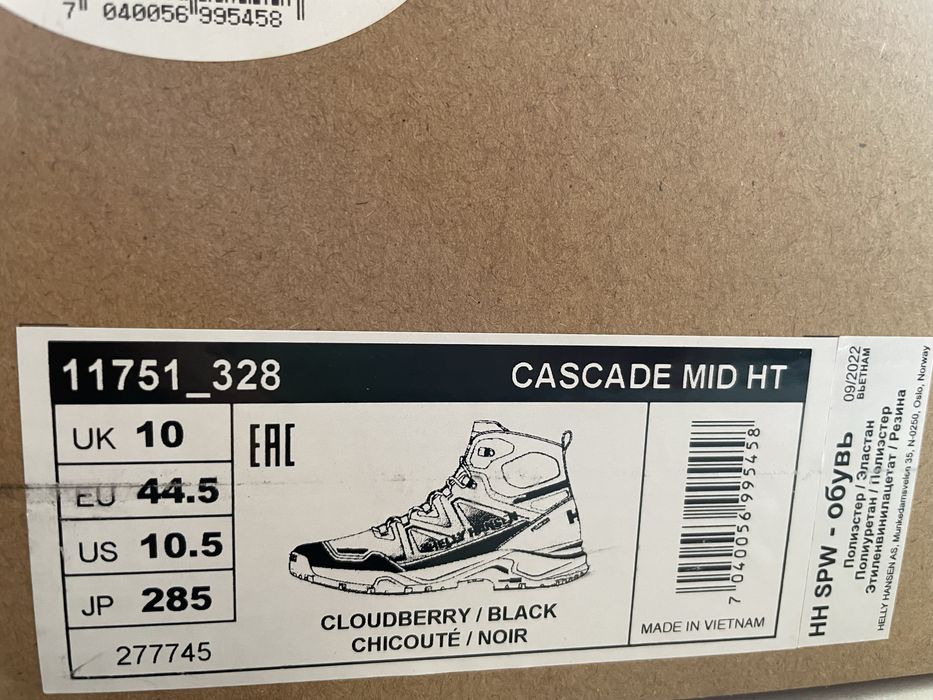 7 040056 995458
11751_328 CASCADE MID HT
UK 10
EU 44.5
US 10.5
JP 285
277745
EAC
HELLY HANSEN
CLOUDBERRY / BLACK
CHICOUTÉ / NOIR
7 040056 995458
MADE IN VIETNAM
HH SPW - Обувь
09/2022
ВЬЕТНАМ
Полиэстер / Эластан
Полиуретан / Полиэстер
Этиленвинилацетат / Резина
HELLY HANSEN AS, Munkedamsveien 35, N-0250, Oslo, Norway